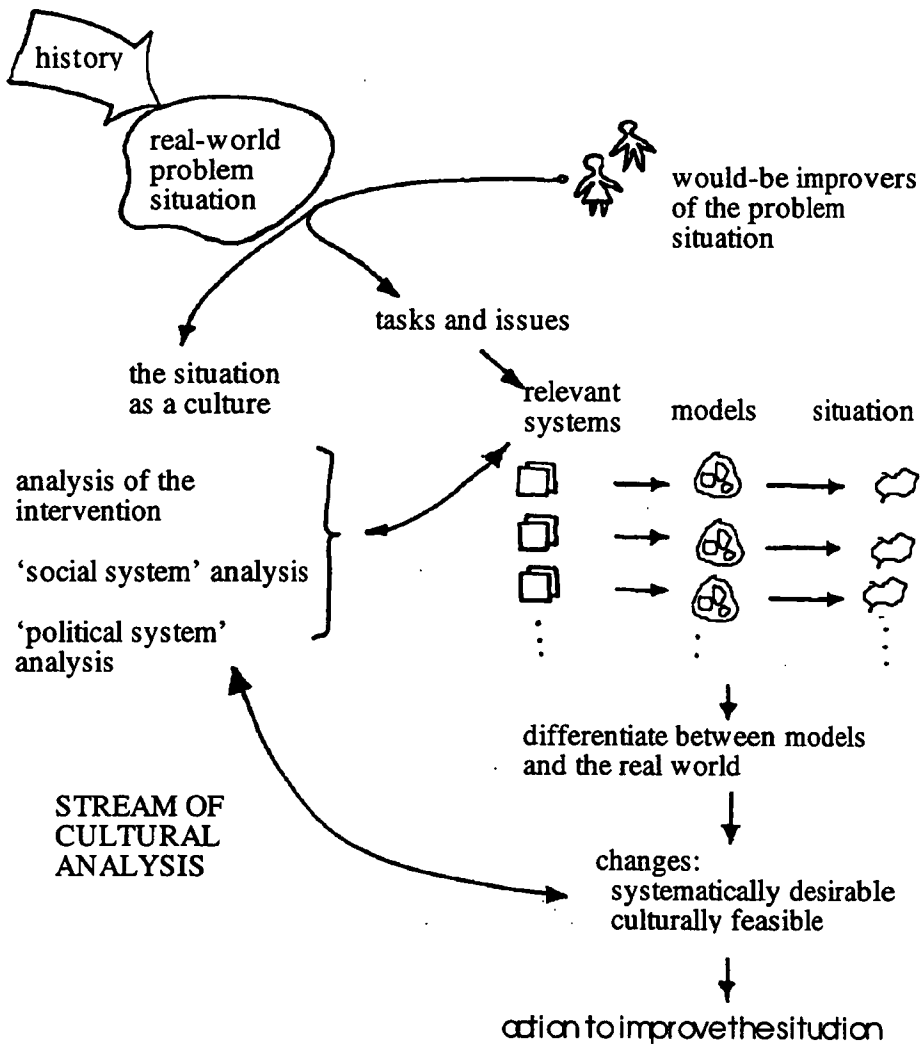 history
real-world
problem
situation
would-be improvers
of the problem
situation
tasks and issues
the situation
as a culture
relevant
systems
models
situation
analysis of the
intervention
‘social system’ analysis
‘political system’
analysis
differentiate between models
and the real world
STREAM OF
CULTURAL
ANALYSIS
changes:
systematically desirable
culturally feasible
action to improve the situation